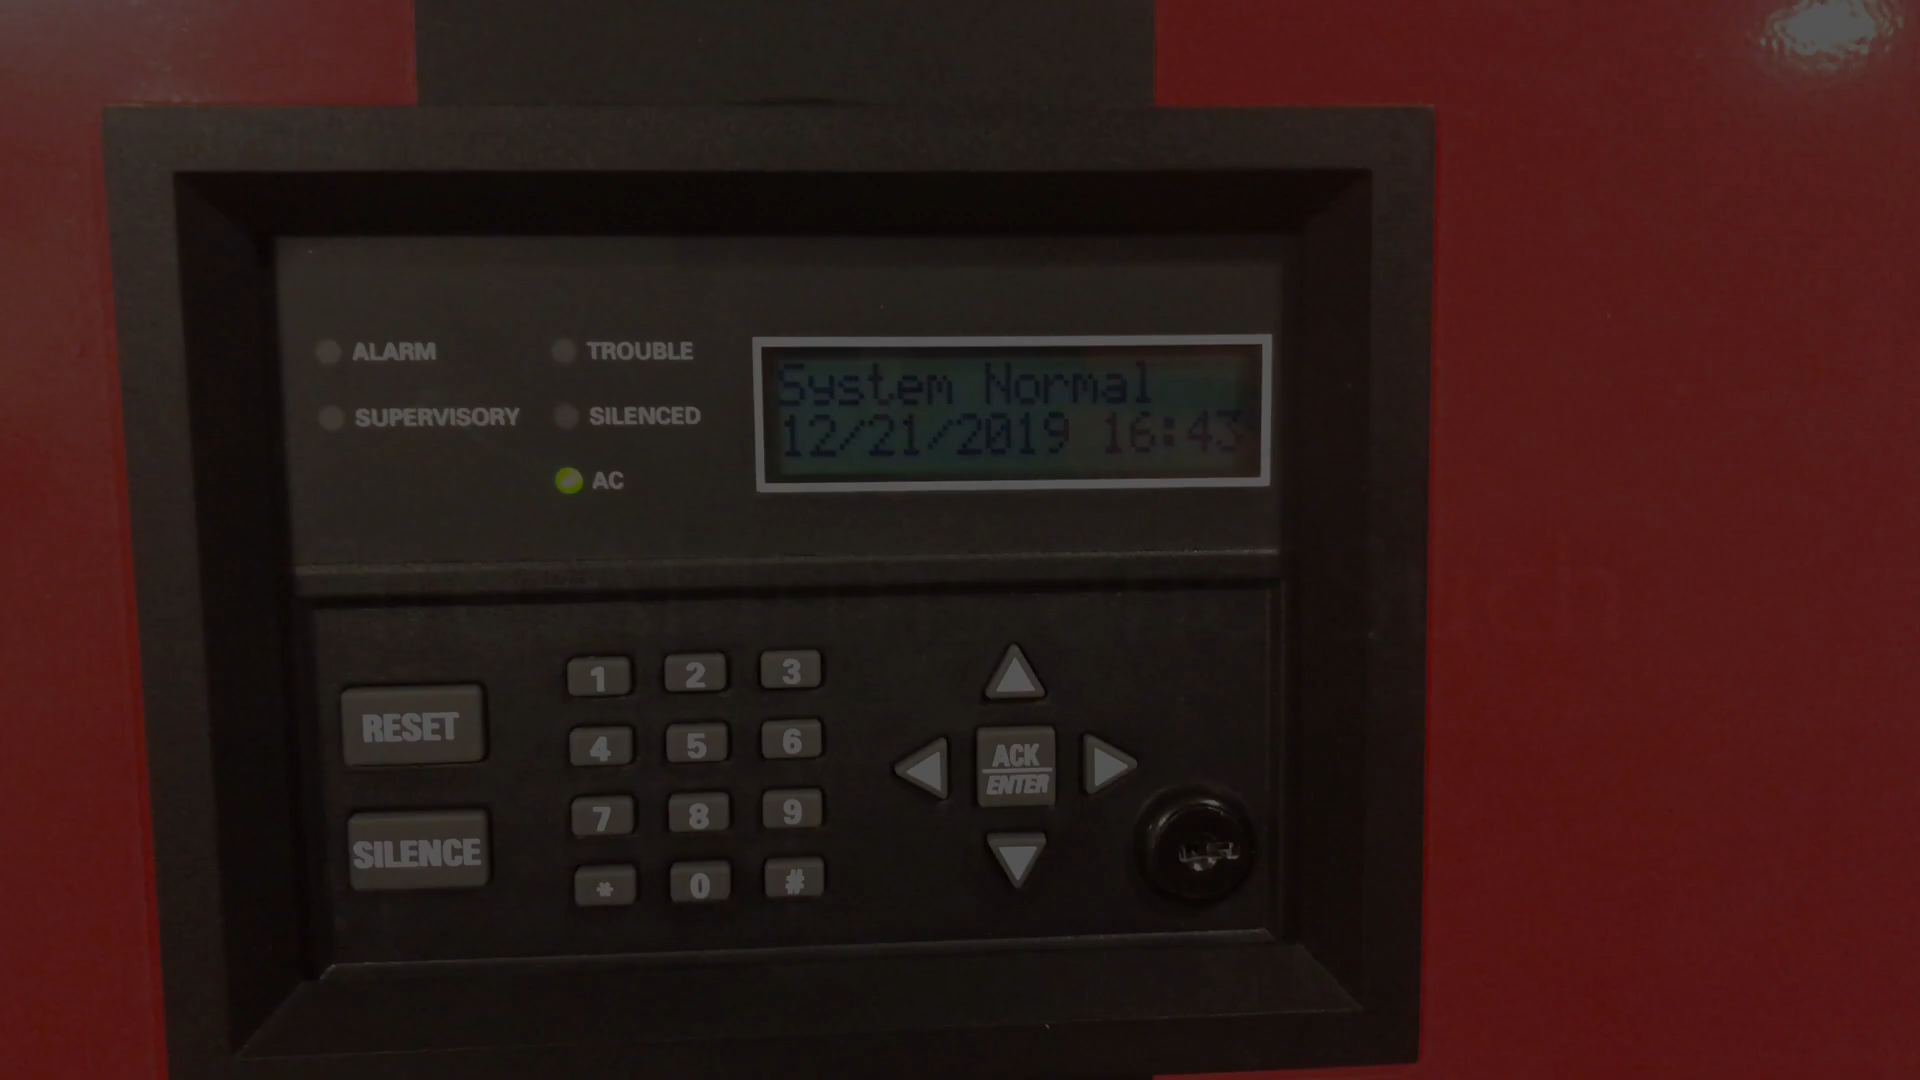 ALARM
TROUBLE
SUPERVISORY
SILENCED
AC
System Normal
12/21/2019 16:43
RESET
SILENCE
1 2 3
4 5 6
7 8 9
* 0 #
ACK
ENTER